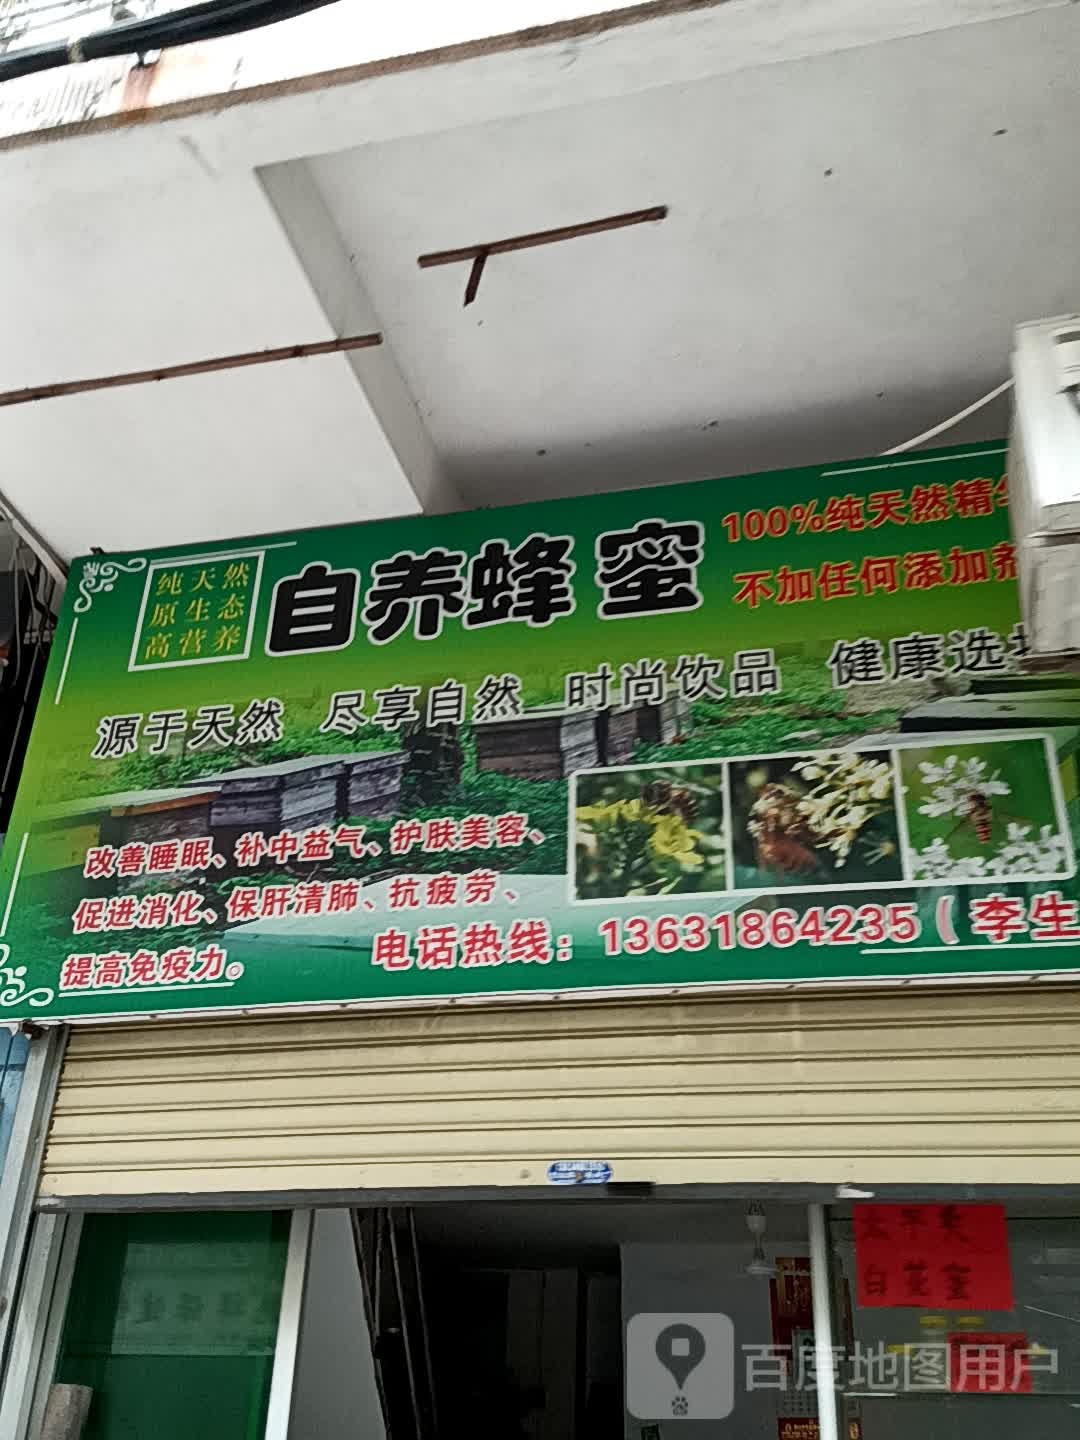 纯天然
原生态
高营养
自养蜂蜜
100%纯天然精华
不加任何添加剂
源于天然 尽享自然 时尚饮品 健康选择
改善睡眠、补中益气、护肤美容、
促进消化、保肝清肺、抗疲劳、
提高免疫力。
电话热线：13631864235（李生
百度地图用户